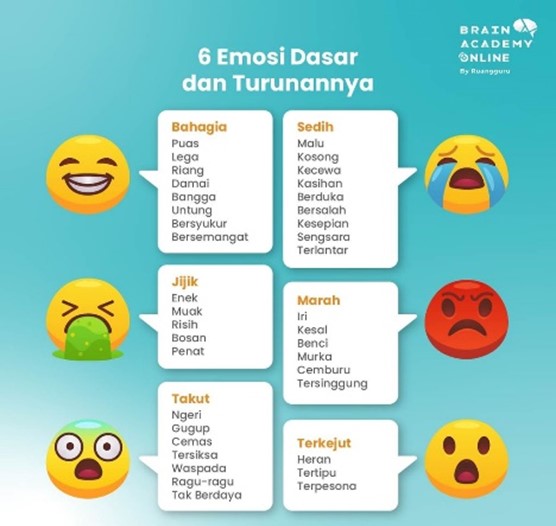 BRAIN
ACADEMY
ONLINE
By Ruangguru
6 Emosi Dasar
dan Turunannya
Bahagia
Puas
Lega
Riang
Damai
Bangga
Untung
Bersyukur
Bersemangat
Sedih
Malu
Kosong
Kecewa
Kasihan
Berduka
Bersalah
Kesepian
Sengsara
Terlantar
Jijik
Enek
Muak
Risih
Bosan
Penat
Marah
Iri
Kesal
Benci
Murka
Cemburu
Tersinggung
Takut
Ngeri
Gugup
Cemas
Tersiksa
Waspada
Ragu-ragu
Tak Berdaya
Terkejut
Heran
Tertipu
Terpesona